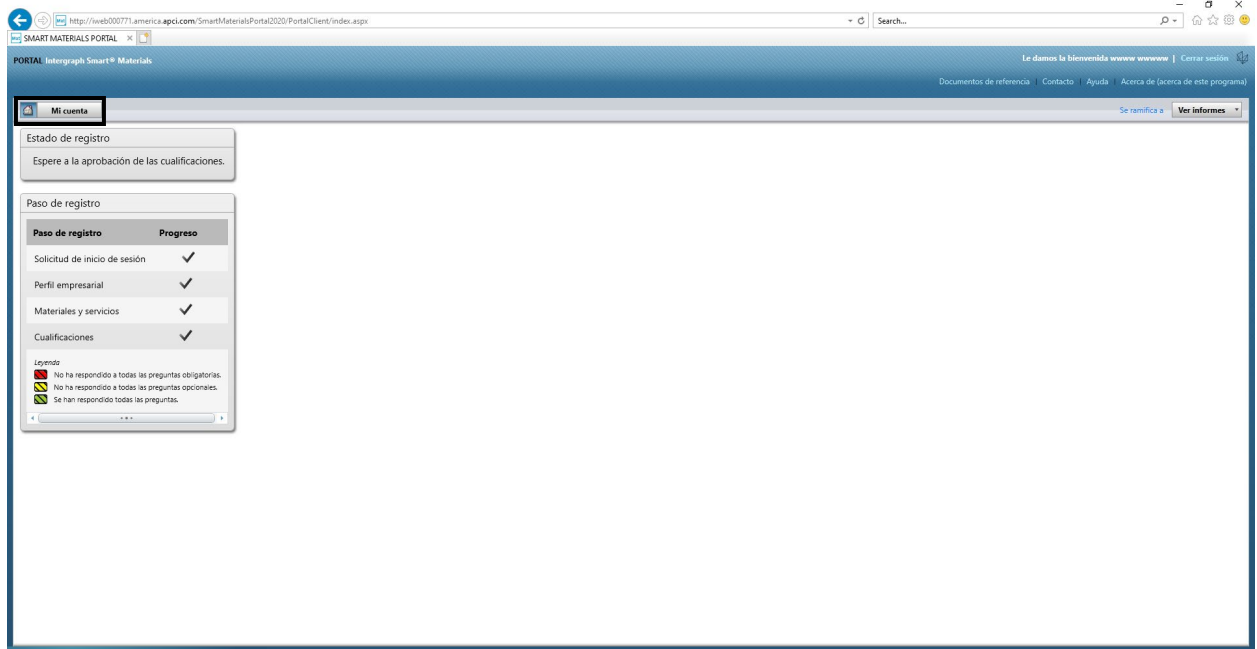 http://iweb000771.america.apci.com/SmartMaterialsPortal2020/PortalClient/index.aspx
Search...
SMART MATERIALS PORTAL
PORTAL Intergraph Smart® Materials
Le damos la bienvenida wwww wwwww | Cerrar sesión
Documentos de referencia | Contacto | Ayuda | Acerca de (acerca de este programa)
Mi cuenta
Se ramifica a Ver informes
Estado de registro
Espere a la aprobación de las cualificaciones.
Paso de registro
Paso de registro Progreso
Solicitud de inicio de sesión
Perfil empresarial
Materiales y servicios
Cualificaciones
Leyenda
No ha respondido a todas las preguntas obligatorias.
No ha respondido a todas las preguntas opcionales.
Se han respondido todas las preguntas.